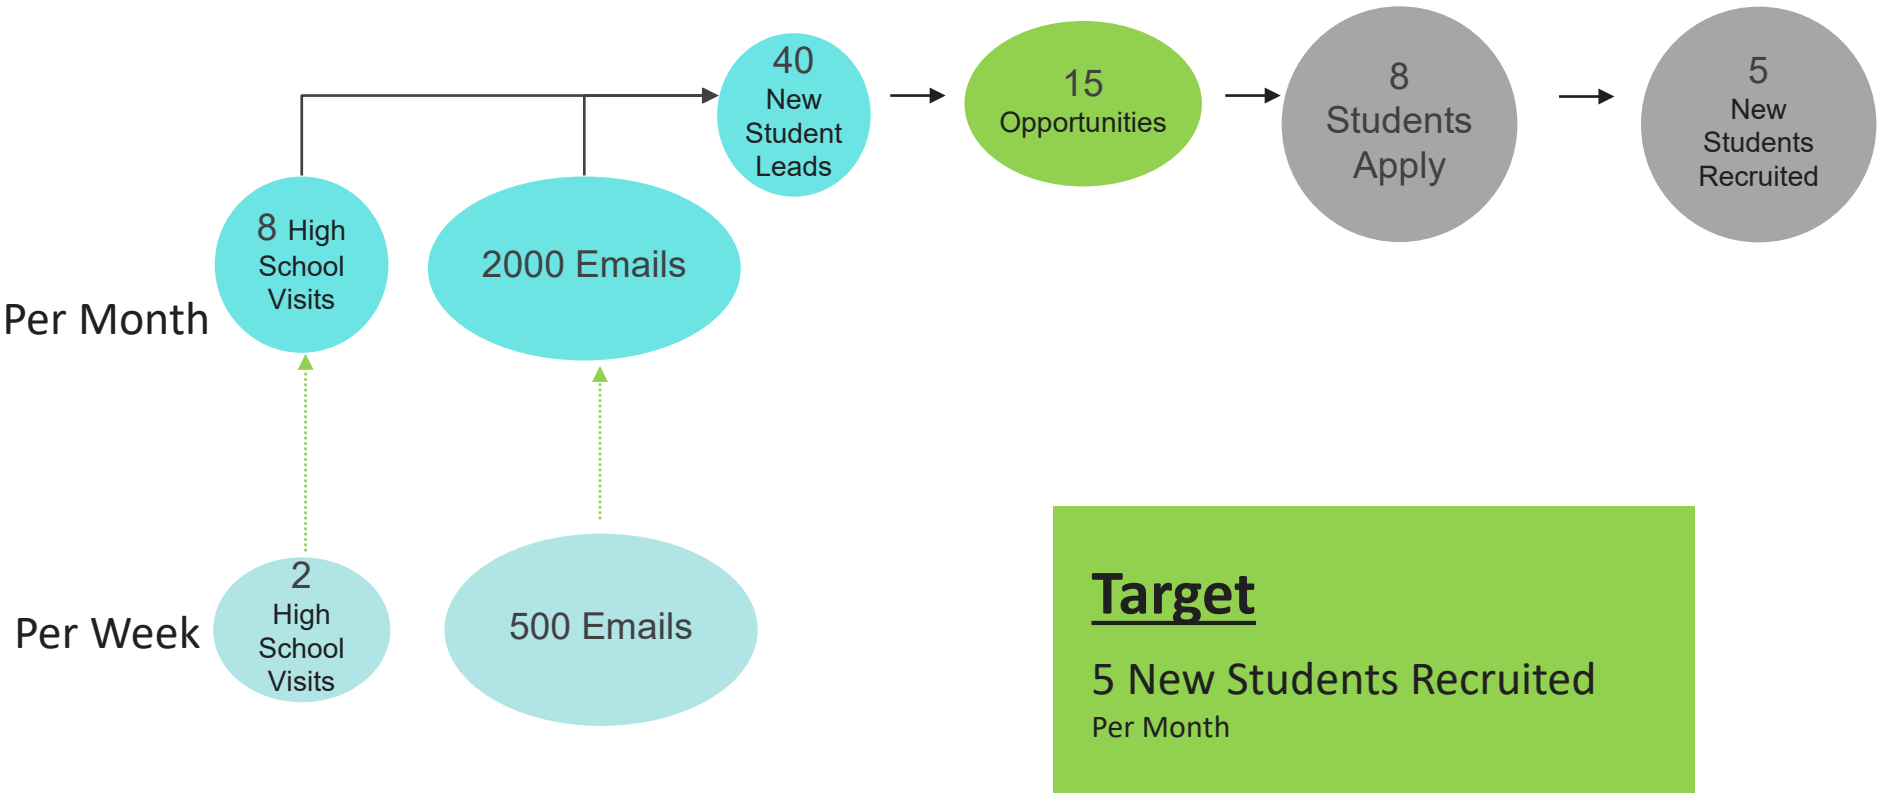 40
New
Student
Leads
15
Opportunities
8
Students
Apply
5
New
Students
Recruited
8 High
School
Visits
2000 Emails
Per Month
2
High
School
Visits
500 Emails
Per Week
Target
5 New Students Recruited
Per Month